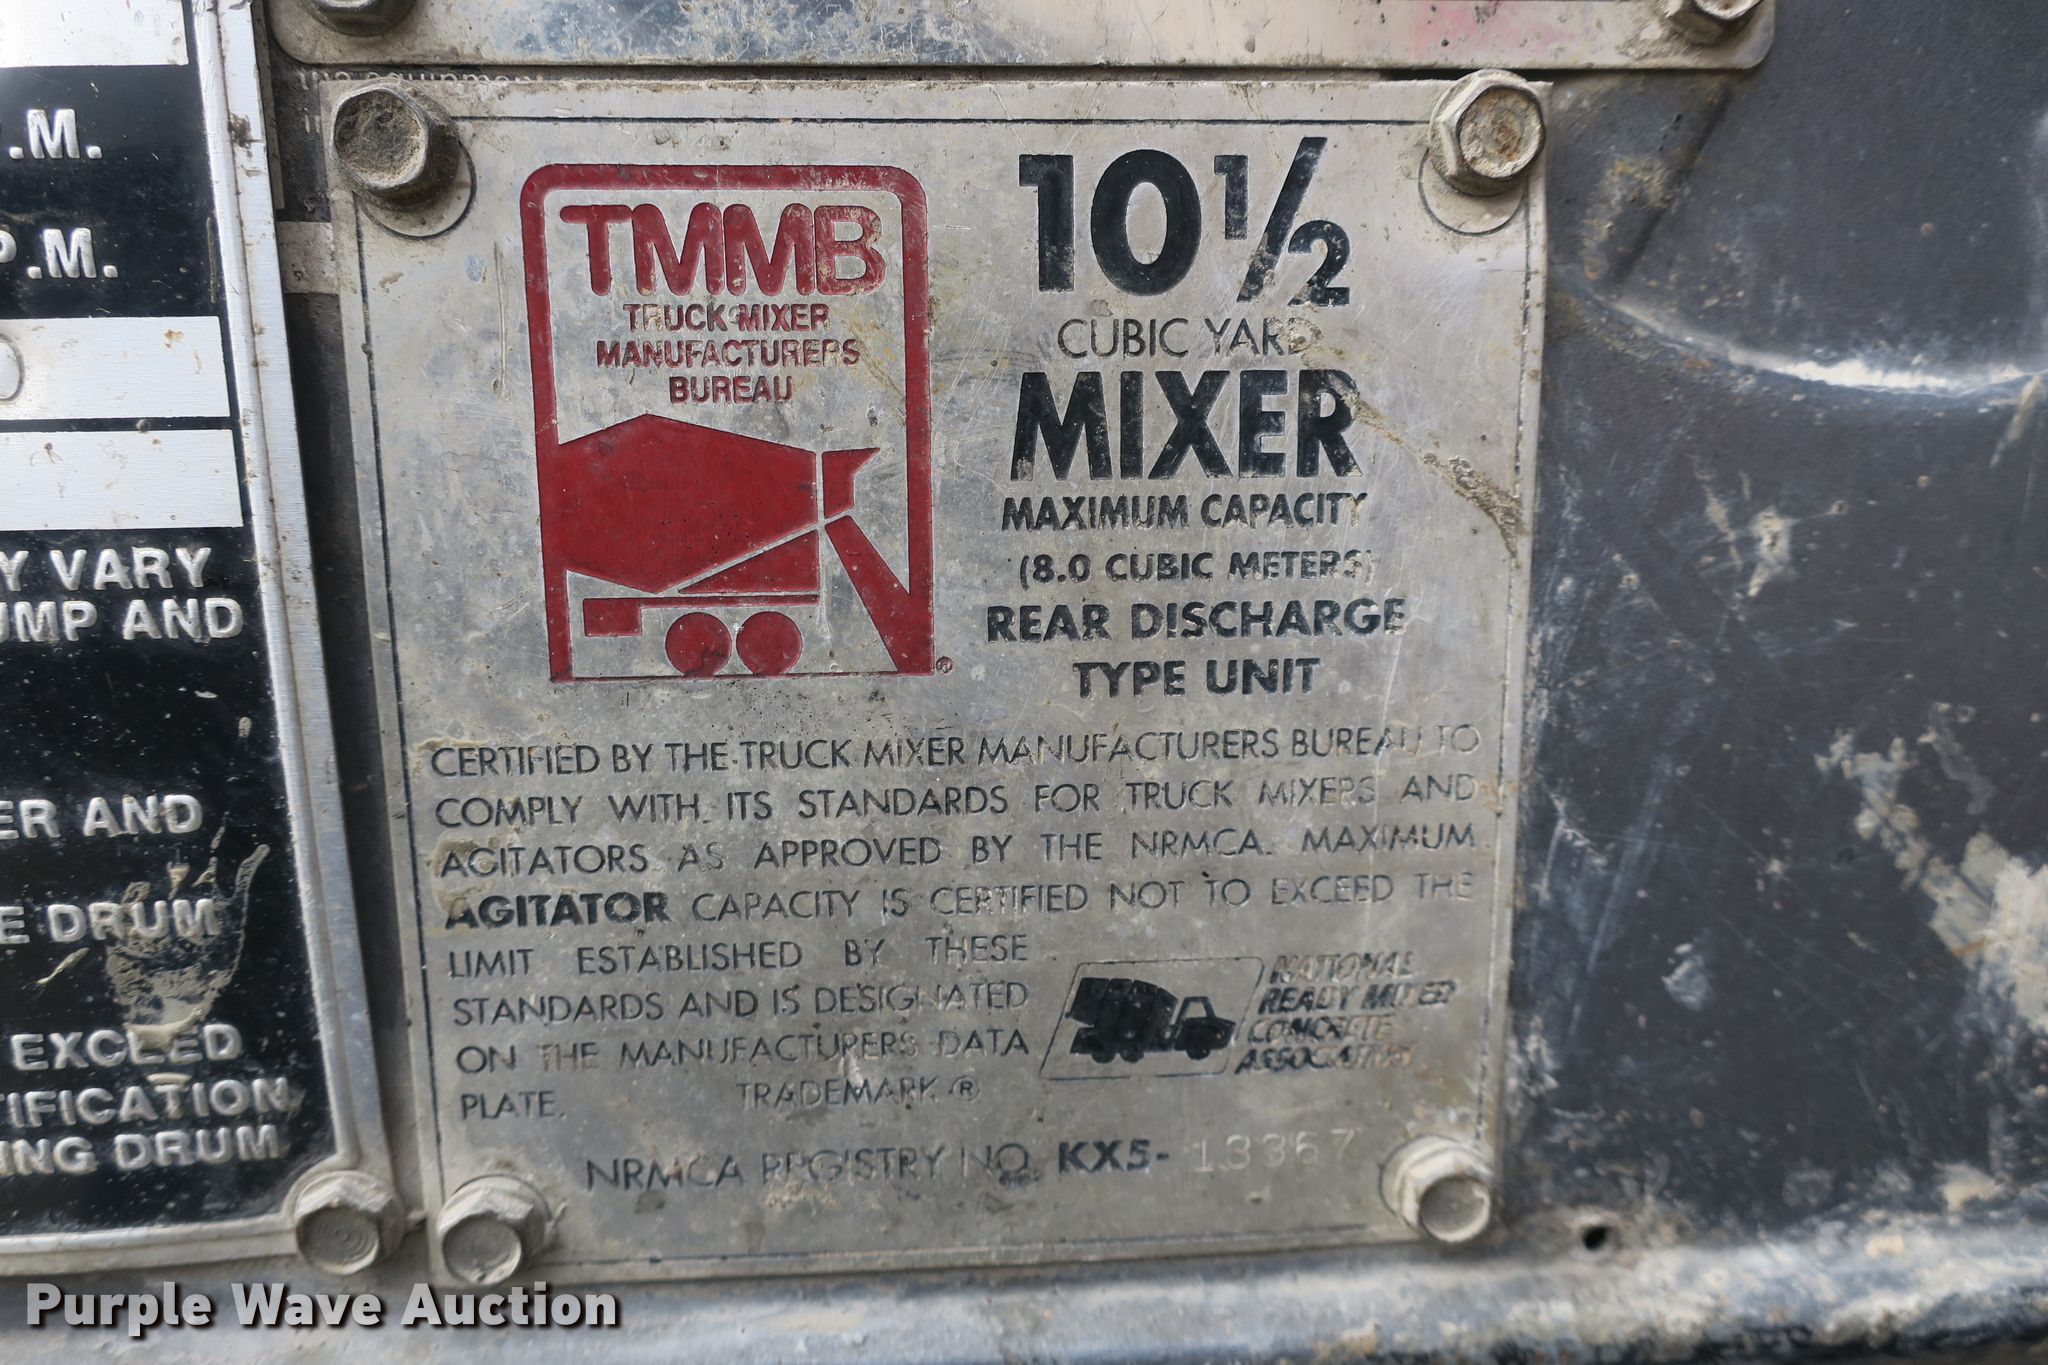 .M.
P.M.
Y VARY
UMP AND
ER AND
E DRUM
EXCEED
TIFICATION
ING DRUM
TMMB
TRUCK MIXER
MANUFACTURERS
BUREAU
®
10 1/2
CUBIC YARD
MIXER
MAXIMUM CAPACITY
(8.0 CUBIC METERS)
REAR DISCHARGE
TYPE UNIT
CERTIFIED BY THE TRUCK MIXER MANUFACTURERS BUREAU TO
COMPLY WITH ITS STANDARDS FOR TRUCK MIXERS AND
AGITATORS AS APPROVED BY THE NRMCA. MAXIMUM
AGITATOR CAPACITY IS CERTIFIED NOT TO EXCEED THE
LIMIT ESTABLISHED BY THESE
STANDARDS AND IS DESIGNATED
ON THE MANUFACTURERS DATA
PLATE. TRADEMARK ®
NATIONAL
READY MIXED
CONCRETE
ASSOCIATION
NRMCA REGISTRY NO. KX5-13367
Purple Wave Auction